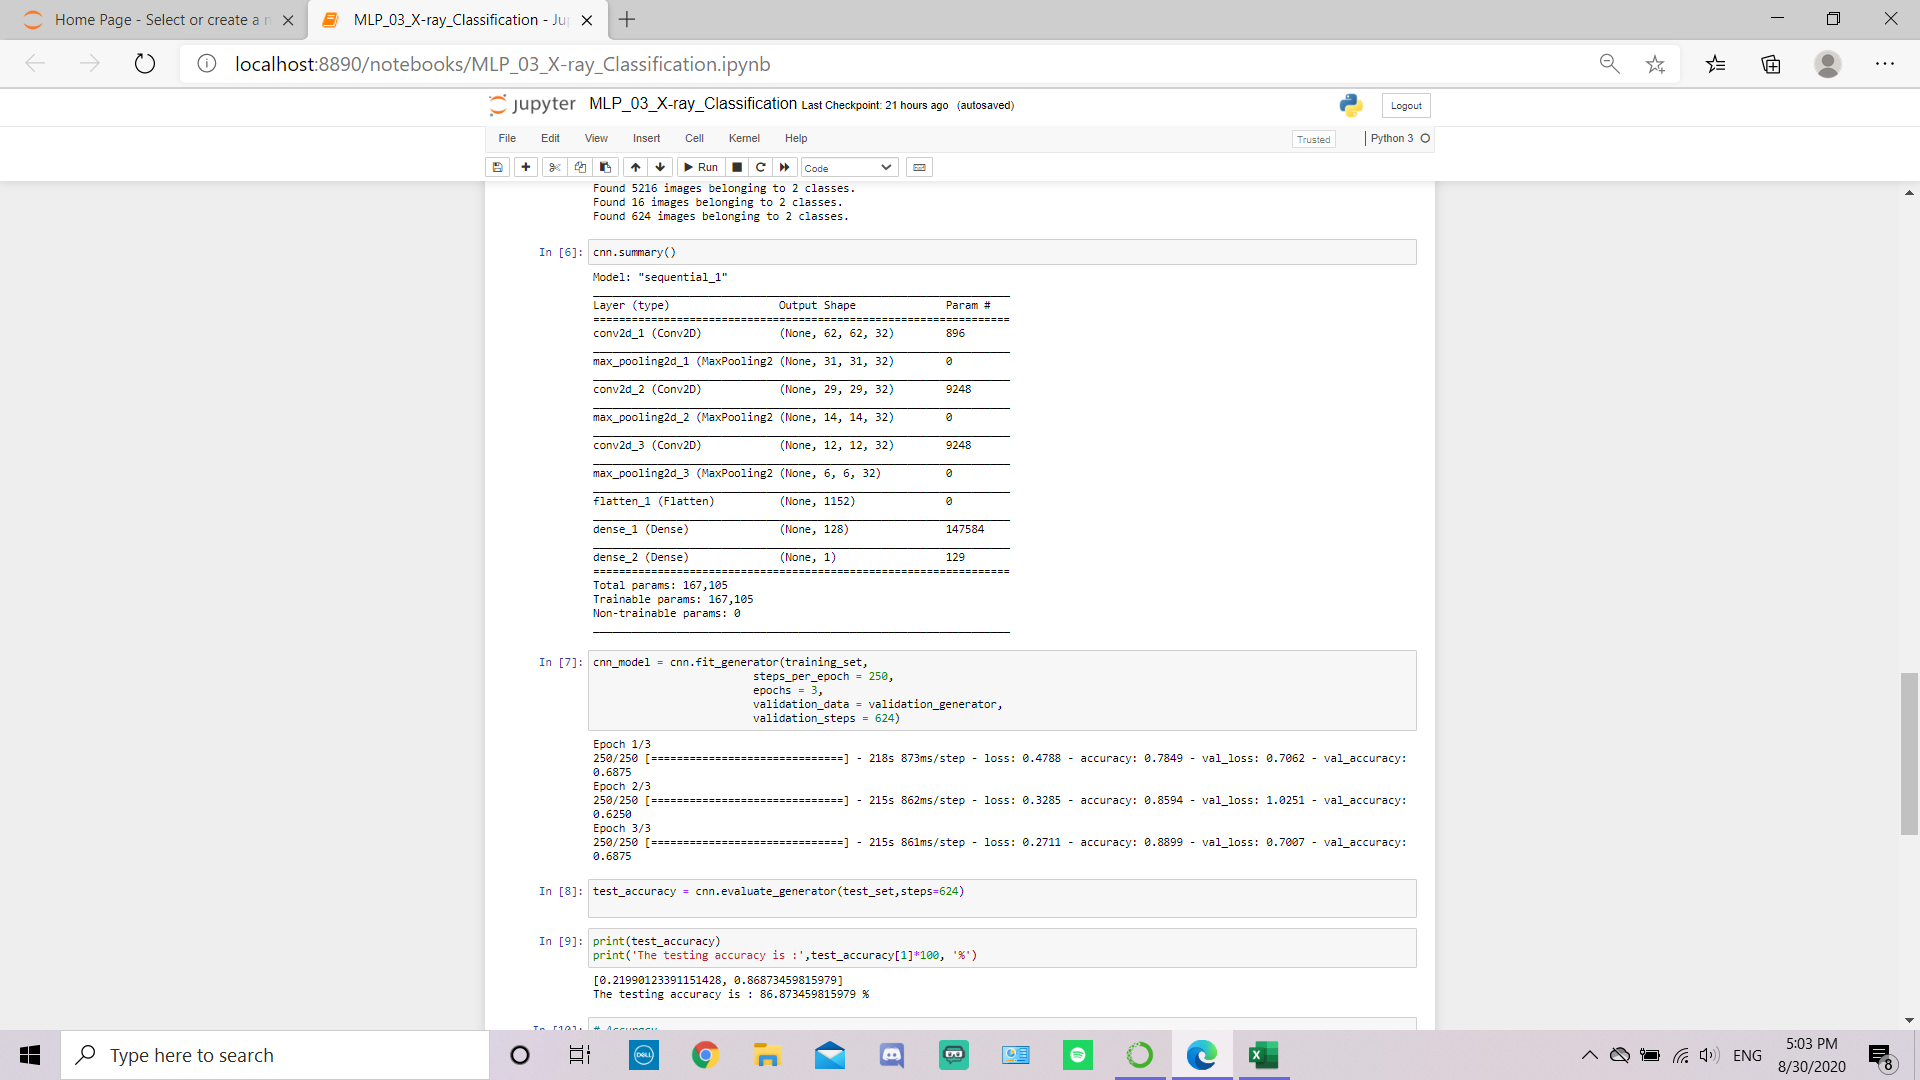 Home Page - Select or create a n
MLP_03_X-ray_Classification - Ju
localhost:8890/notebooks/MLP_03_X-ray_Classification.ipynb
jupyter MLP_03_X-ray_Classification Last Checkpoint: 21 hours ago (autosaved)
Logout
File Edit View Insert Cell Kernel Help
Trusted
Python 3
Run
Code
Found 5216 images belonging to 2 classes.
Found 16 images belonging to 2 classes.
Found 624 images belonging to 2 classes.
In [6]: cnn.summary()
Model: "sequential_1"
Layer (type) Output Shape Param #
conv2d_1 (Conv2D) (None, 62, 62, 32) 896
max_pooling2d_1 (MaxPooling2 (None, 31, 31, 32) 0
conv2d_2 (Conv2D) (None, 29, 29, 32) 9248
max_pooling2d_2 (MaxPooling2 (None, 14, 14, 32) 0
conv2d_3 (Conv2D) (None, 12, 12, 32) 9248
max_pooling2d_3 (MaxPooling2 (None, 6, 6, 32) 0
flatten_1 (Flatten) (None, 1152) 0
dense_1 (Dense) (None, 128) 147584
dense_2 (Dense) (None, 1) 129
Total params: 167,105
Trainable params: 167,105
Non-trainable params: 0
In [7]: cnn_model = cnn.fit_generator(training_set,
steps_per_epoch = 250,
epochs = 3,
validation_data = validation_generator,
validation_steps = 624)
Epoch 1/3
250/250 [==============================] - 218s 873ms/step - loss: 0.4788 - accuracy: 0.7849 - val_loss: 0.7062 - val_accuracy:
0.6875
Epoch 2/3
250/250 [==============================] - 215s 862ms/step - loss: 0.3285 - accuracy: 0.8594 - val_loss: 1.0251 - val_accuracy:
0.6250
Epoch 3/3
250/250 [==============================] - 215s 861ms/step - loss: 0.2711 - accuracy: 0.8899 - val_loss: 0.7007 - val_accuracy:
0.6875
In [8]: test_accuracy = cnn.evaluate_generator(test_set,steps=624)
In [9]: print(test_accuracy)
print('The testing accuracy is :',test_accuracy[1]*100, '%')
[0.21990123391151428, 0.86873459815979]
The testing accuracy is : 86.873459815979 %
In [10]: # Accuracy
Type here to search
DELL
ENG
5:03 PM
8/30/2020
8